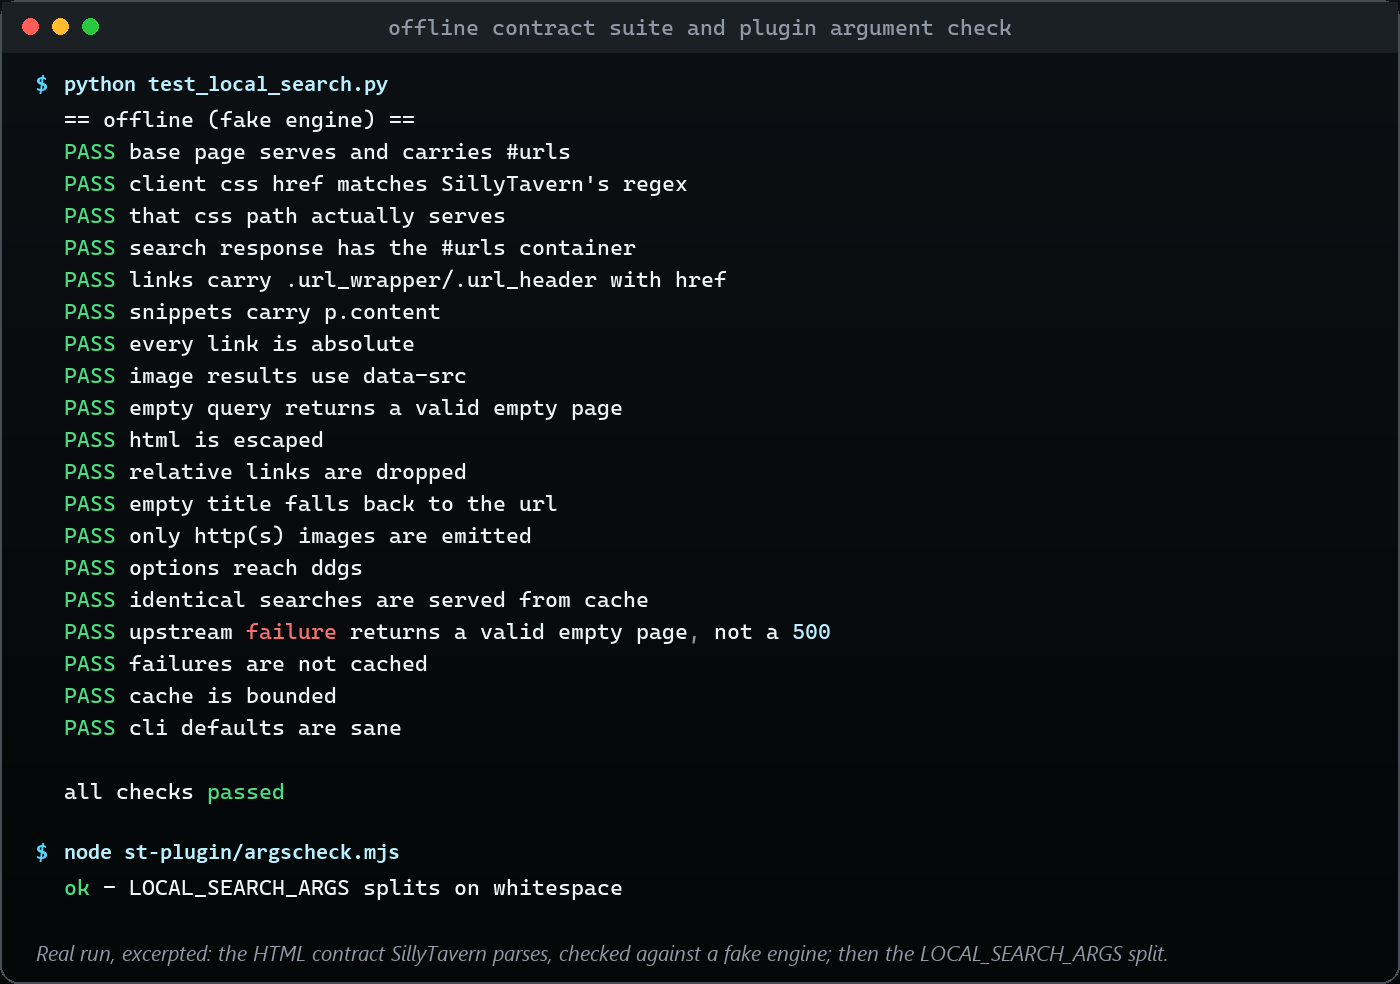 offline contract suite and plugin argument check
$ python test_local_search.py
== offline (fake engine) ==
PASS base page serves and carries #urls
PASS client css href matches SillyTavern's regex
PASS that css path actually serves
PASS search response has the #urls container
PASS links carry .url_wrapper/.url_header with href
PASS snippets carry p.content
PASS every link is absolute
PASS image results use data-src
PASS empty query returns a valid empty page
PASS html is escaped
PASS relative links are dropped
PASS empty title falls back to the url
PASS only http(s) images are emitted
PASS options reach ddgs
PASS identical searches are served from cache
PASS upstream failure returns a valid empty page, not a 500
PASS failures are not cached
PASS cache is bounded
PASS cli defaults are sane
all checks passed
$ node st-plugin/argscheck.mjs
ok - LOCAL_SEARCH_ARGS splits on whitespace
Real run, excerpted: the HTML contract SillyTavern parses, checked against a fake engine; then the LOCAL_SEARCH_ARGS split.